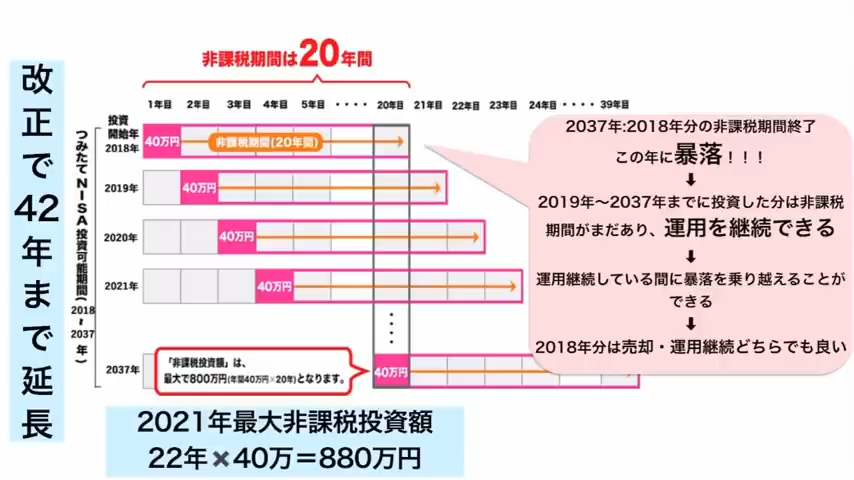 改正で42年まで延長
非課税期間は20年間
1年目 2年目 3年目 4年目 5年目 ・・・・ 20年目 21年目 22年目 23年目 24年目 ・・・・ 39年目
投資
開始年
つみたてNISA投資可能期間(2018~2037年)
2018年 40万円 非課税期間(20年間)
2019年 40万円
2020年 40万円
2021年 40万円
2037年 40万円
「非課税投資額」は、
最大で800万円(年間40万円×20年)となります。
2037年:2018年分の非課税期間終了
この年に暴落!!!
⬇
2019年〜2037年までに投資した分は非課税
期間がまだあり、運用を継続できる
⬇
運用継続している間に暴落を乗り越えることが
できる
⬇
2018年分は売却・運用継続どちらでも良い
2021年最大非課税投資額
22年✖40万＝880万円